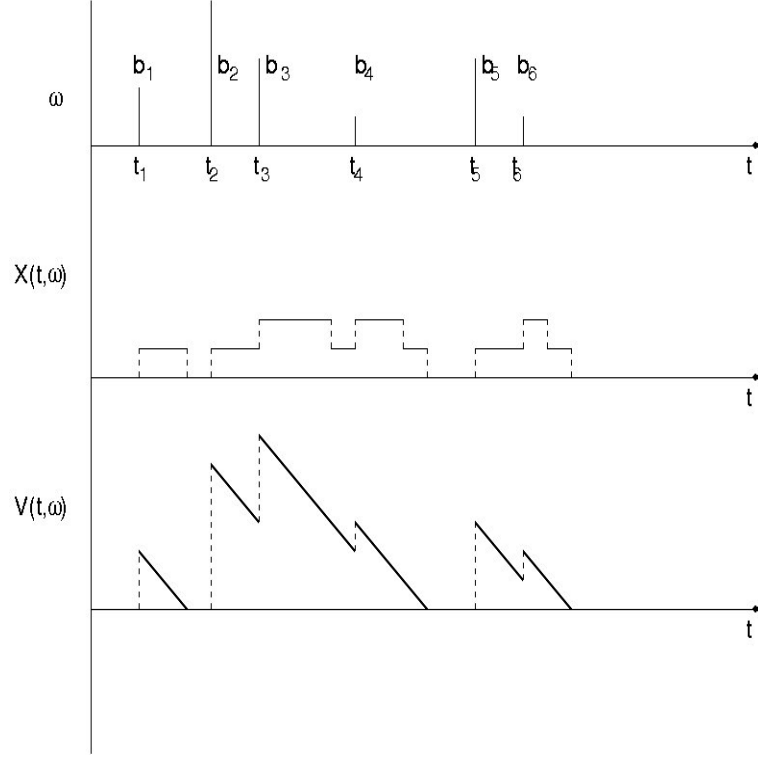 b₁ b₂ b₃ b₄ b₅ b₆
ω
t₁ t₂ t₃ t₄ t₅ t₆ t
X(t,ω)
t
V(t,ω)
t